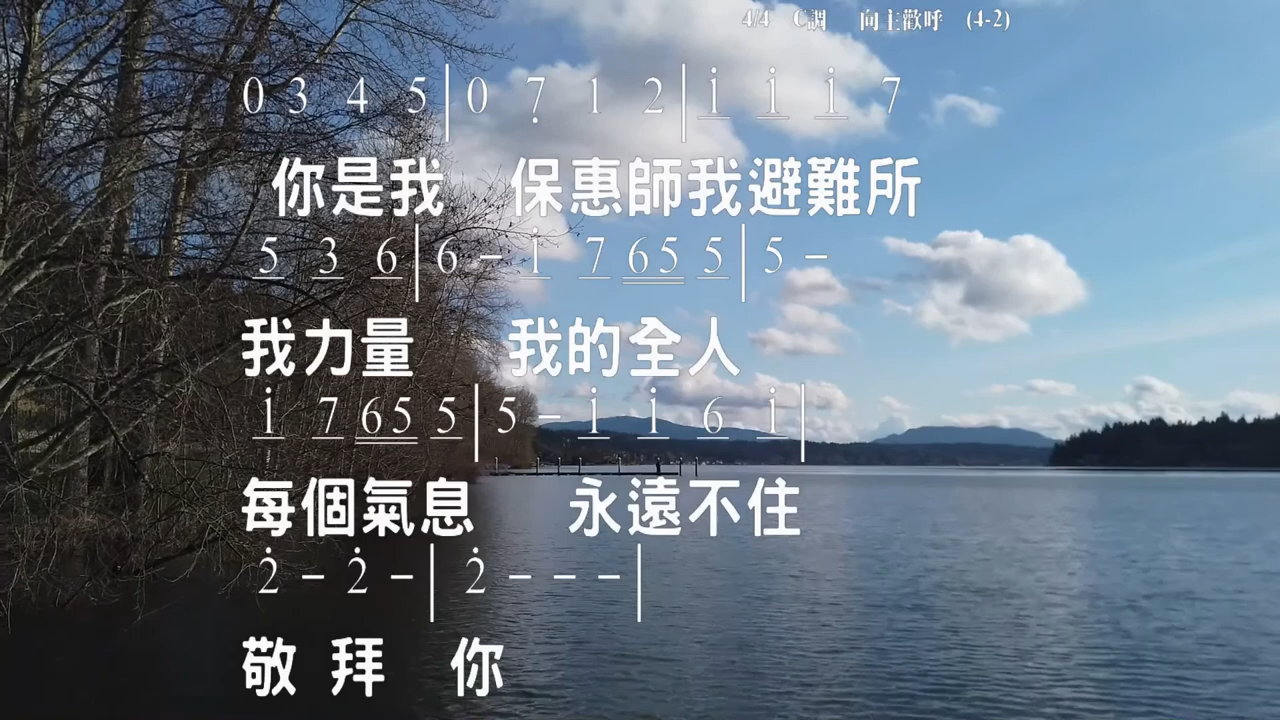 4/4 C調 向主歡呼 (4-2)
0 3 4 5 | 0 7̣ 1 2 | i i i 7
你是我 保惠師我避難所
5 3 6 | 6 – i 7 65 5 | 5 –
我力量 我的全人
i 7 65 5 | 5 – i i 6 i |
每個氣息 永遠不住
2̇ – 2̇ – | 2̇ – – – |
敬 拜 你